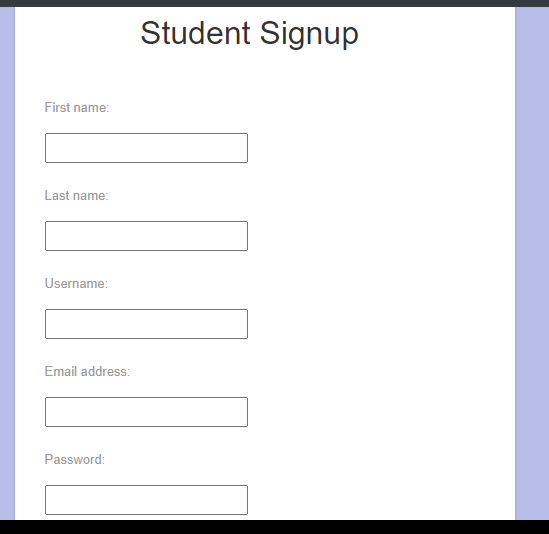 Student Signup
First name:
Last name:
Username:
Email address:
Password: